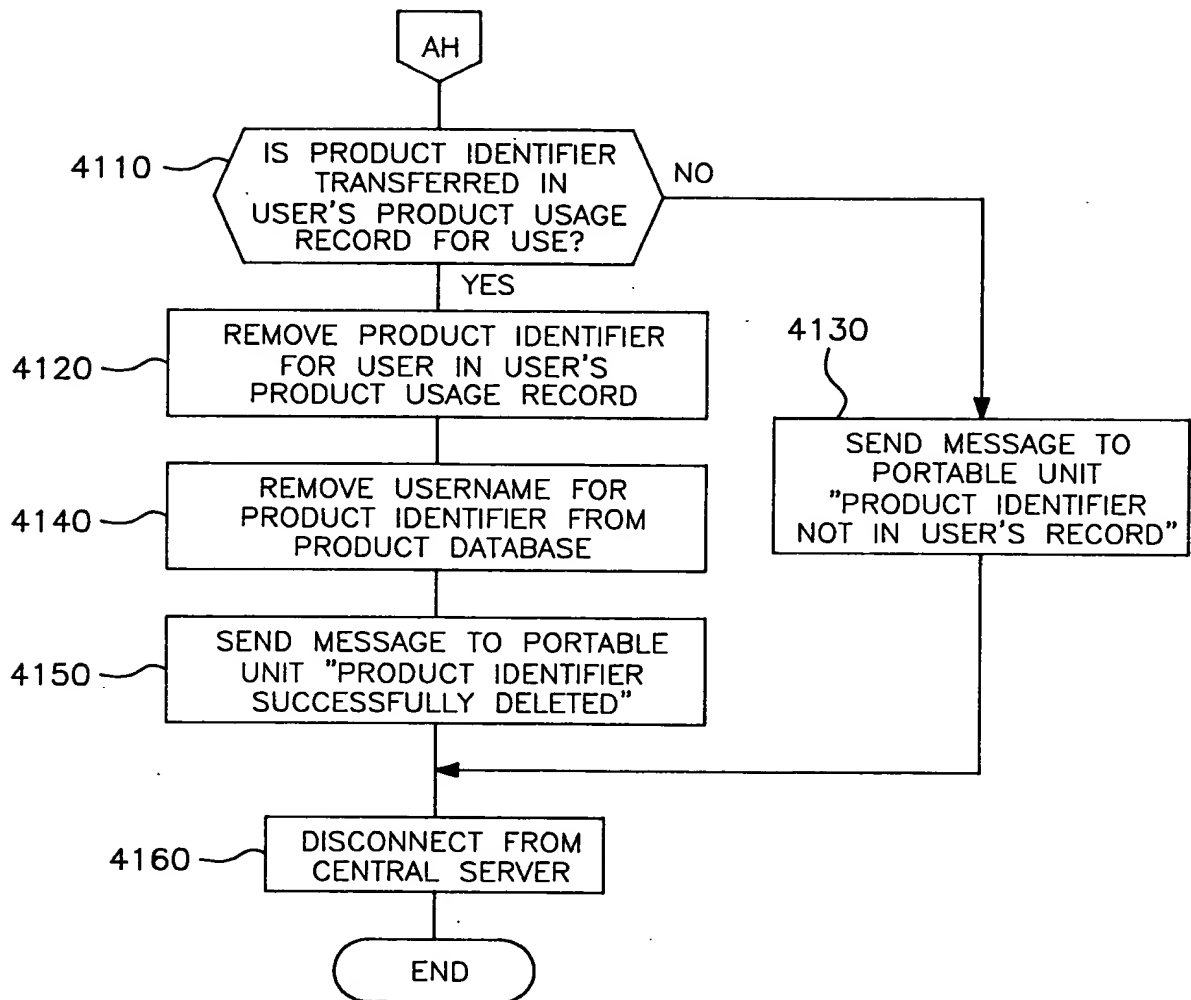 AH
4110
IS PRODUCT IDENTIFIER
TRANSFERRED IN
USER'S PRODUCT USAGE
RECORD FOR USE?
NO
YES
4120
REMOVE PRODUCT IDENTIFIER
FOR USER IN USER'S
PRODUCT USAGE RECORD
4130
SEND MESSAGE TO
PORTABLE UNIT
"PRODUCT IDENTIFIER
NOT IN USER'S RECORD"
4140
REMOVE USERNAME FOR
PRODUCT IDENTIFIER FROM
PRODUCT DATABASE
4150
SEND MESSAGE TO PORTABLE
UNIT "PRODUCT IDENTIFIER
SUCCESSFULLY DELETED"
4160
DISCONNECT FROM
CENTRAL SERVER
END